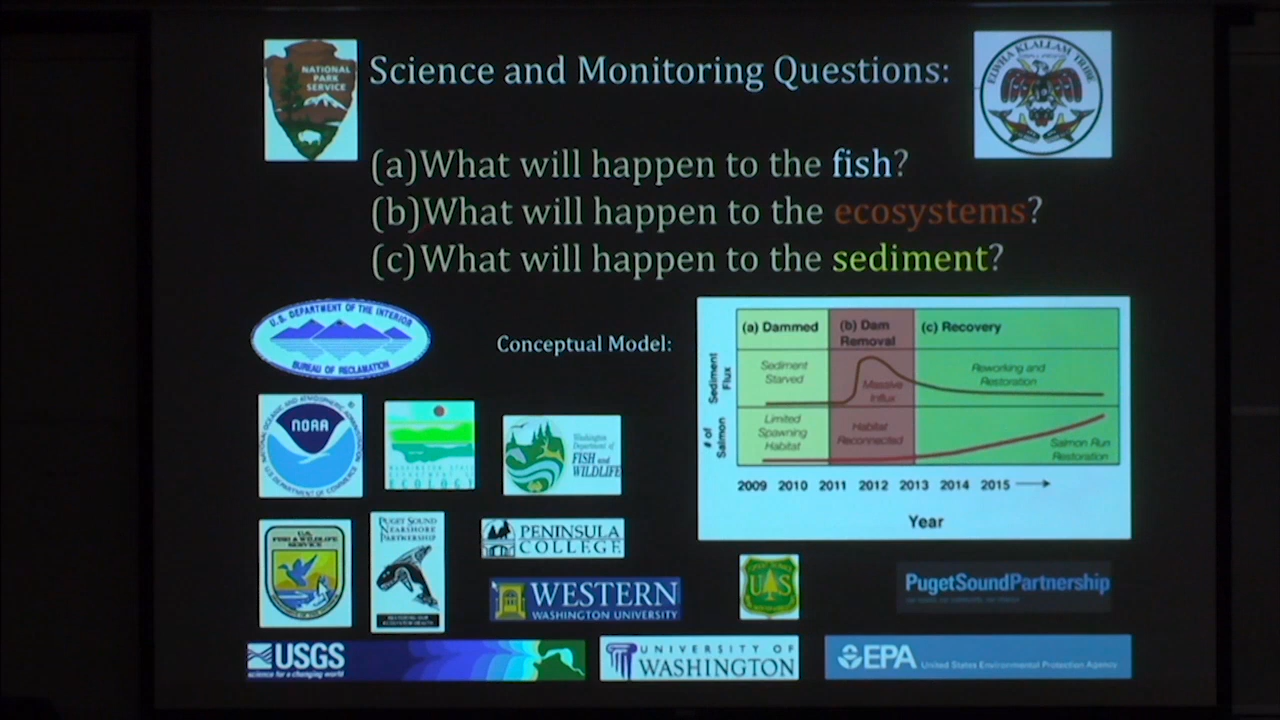 NATIONAL
PARK
SERVICE
Science and Monitoring Questions:
ELWHA KLALLAM TRIBE
(a)What will happen to the fish?
(b)What will happen to the ecosystems?
(c)What will happen to the sediment?
U.S. DEPARTMENT OF THE INTERIOR
BUREAU OF RECLAMATION
Conceptual Model:
(a) Dammed
(b) Dam
Removal
(c) Recovery
Sediment
Flux
Sediment
Starved
Massive
Influx
Reworking and
Restoration
# of
Salmon
Limited
Spawning
Habitat
Habitat
Reconnected
Salmon Run
Restoration
2009 2010 2011 2012 2013 2014 2015
Year
NATIONAL OCEANIC AND ATMOSPHERIC ADMINISTRATION
NOAA
U.S. DEPARTMENT OF COMMERCE
WASHINGTON STATE
DEPARTMENT OF
ECOLOGY
Washington
Department of
FISH and
WILDLIFE
U.S.
FISH & WILDLIFE
SERVICE
PUGET SOUND
NEARSHORE
PARTNERSHIP
PENINSULA
COLLEGE
WESTERN
WASHINGTON UNIVERSITY
FOREST SERVICE
U S
PugetSoundPartnership
USGS
science for a changing world
UNIVERSITY OF
WASHINGTON
EPA United States Environmental Protection Agency